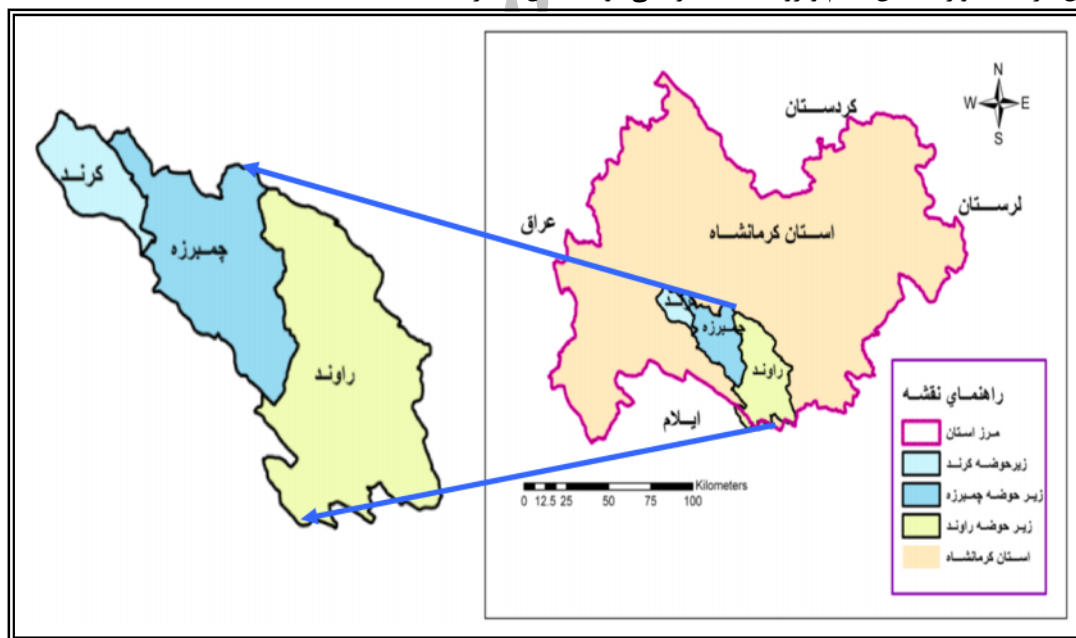 کرند
چمبرزه
راوند
N
W
E
S
کردستان
لرستان
عراق
استان کرمانشاه
کرند
چمبرزه
راوند
ایلام
Kilometers
0 12.5 25 50 75 100
راهنمای نقشه
مرز استان
زیرحوضه کرند
زیر حوضه چمبرزه
زیر حوضه راوند
استان کرمانشاه